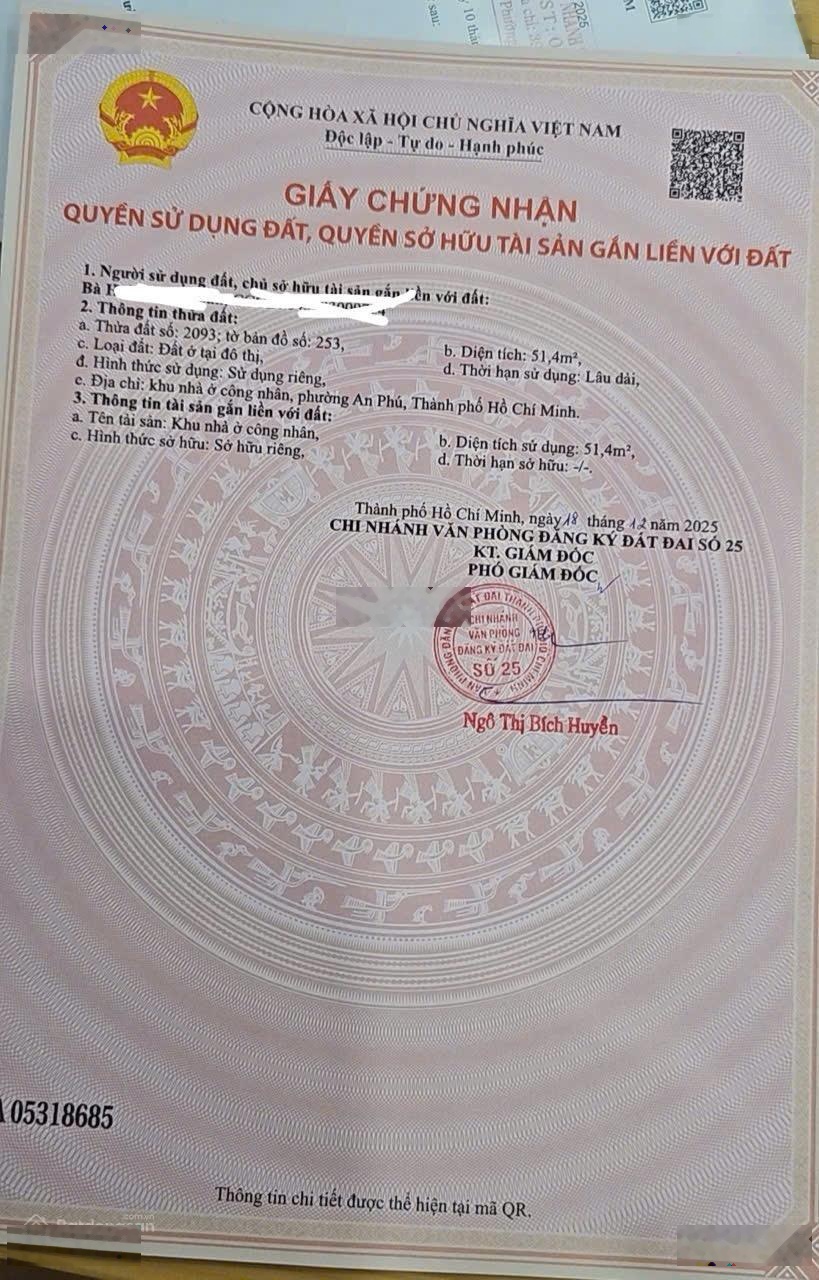 sau:
10 thán
2025
CỘNG HÒA XÃ HỘI CHỦ NGHĨA VIỆT NAM
Độc lập - Tự do - Hạnh phúc
GIẤY CHỨNG NHẬN
QUYỀN SỬ DỤNG ĐẤT, QUYỀN SỞ HỮU TÀI SẢN GẮN LIỀN VỚI ĐẤT
1. Người sử dụng đất, chủ sở hữu tài sản gắn liền với đất:
Bà
2. Thông tin thửa đất:
a. Thửa đất số: 2093; tờ bản đồ số: 253,
b. Diện tích: 51,4m²,
c. Loại đất: Đất ở tại đô thị,
d. Thời hạn sử dụng: Lâu dài,
đ. Hình thức sử dụng: Sử dụng riêng,
e. Địa chỉ: khu nhà ở công nhân, phường An Phú, Thành phố Hồ Chí Minh.
3. Thông tin tài sản gắn liền với đất:
a. Tên tài sản: Khu nhà ở công nhân,
b. Diện tích sử dụng: 51,4m²,
c. Hình thức sở hữu: Sở hữu riêng,
d. Thời hạn sở hữu: -/-.
Thành phố Hồ Chí Minh, ngày 18 tháng 12 năm 2025
CHI NHÁNH VĂN PHÒNG ĐĂNG KÝ ĐẤT ĐAI SỐ 25
KT. GIÁM ĐỐC
PHÓ GIÁM ĐỐC
CHI NHÁNH
VĂN PHÒNG
ĐĂNG KÝ ĐẤT ĐAI
SỐ 25
Ngô Thị Bích Huyền
05318685
Thông tin chi tiết được thể hiện tại mã QR.
Batdongsan
.com.vn